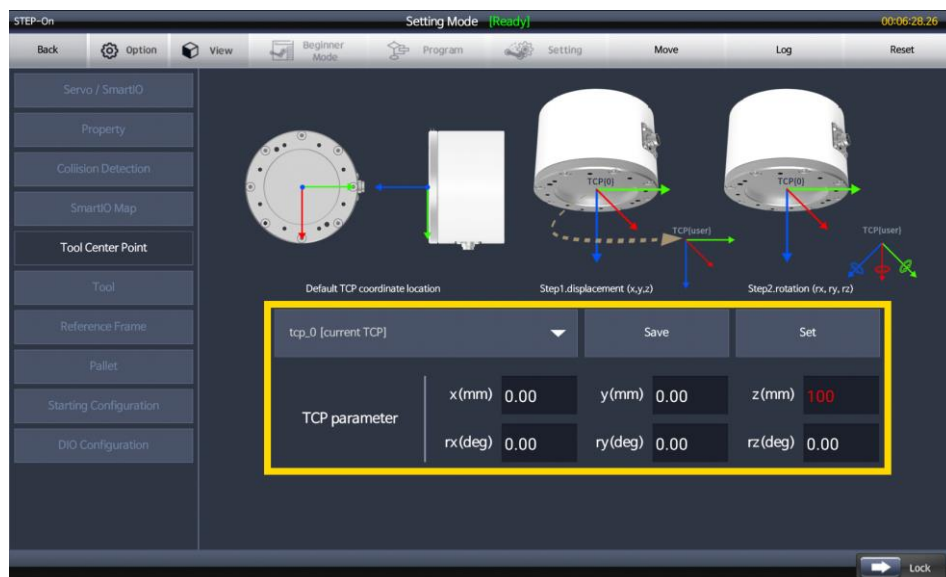 STEP-On
Setting Mode [Ready]
00:06:28.26
Back
Option
View
Beginner
Mode
Program
Setting
Move
Log
Reset
Servo / SmartIO
Property
Collision Detection
SmartIO Map
Tool Center Point
Tool
Reference Frame
Pallet
Starting Configuration
DIO Configuration
TCP(0)
TCP(user)
TCP(0)
TCP(user)
Default TCP coordinate location
Step1.displacement (x,y,z)
Step2.rotation (rx, ry, rz)
tcp_0 [current TCP]
Save
Set
TCP parameter
x(mm) 0.00 y(mm) 0.00 z(mm) 100
rx(deg) 0.00 ry(deg) 0.00 rz(deg) 0.00
Lock